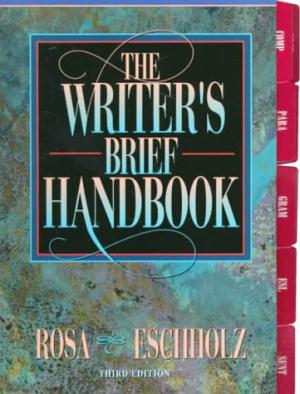 THE
WRITER'S
BRIEF
HANDBOOK
ROSA & ESCHHOLZ
THIRD EDITION
COMP
PARA
GRAM
ESL
SENT